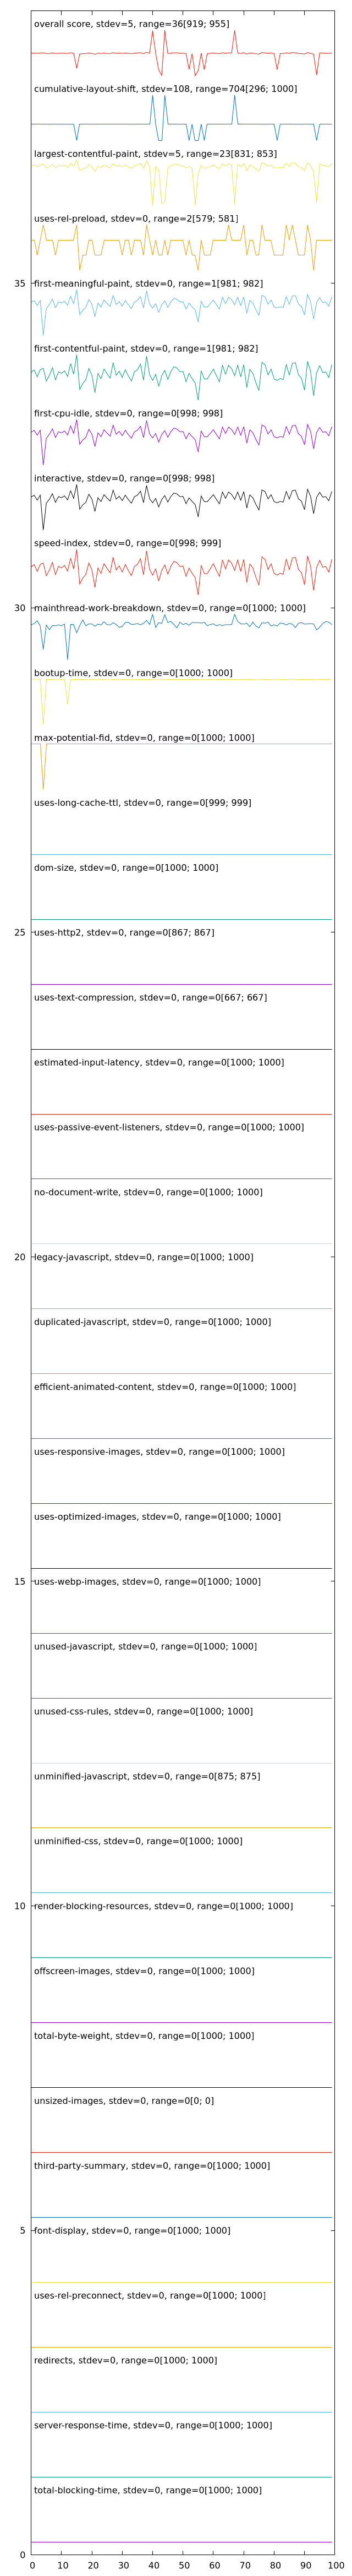 overall score, stdev=5, range=36[919; 955]
cumulative-layout-shift, stdev=108, range=704[296; 1000]
largest-contentful-paint, stdev=5, range=23[831; 853]
uses-rel-preload, stdev=0, range=2[579; 581]
35
first-meaningful-paint, stdev=0, range=1[981; 982]
first-contentful-paint, stdev=0, range=1[981; 982]
first-cpu-idle, stdev=0, range=0[998; 998]
interactive, stdev=0, range=0[998; 998]
speed-index, stdev=0, range=0[998; 999]
30
mainthread-work-breakdown, stdev=0, range=0[1000; 1000]
bootup-time, stdev=0, range=0[1000; 1000]
max-potential-fid, stdev=0, range=0[1000; 1000]
uses-long-cache-ttl, stdev=0, range=0[999; 999]
dom-size, stdev=0, range=0[1000; 1000]
25
uses-http2, stdev=0, range=0[867; 867]
uses-text-compression, stdev=0, range=0[667; 667]
estimated-input-latency, stdev=0, range=0[1000; 1000]
uses-passive-event-listeners, stdev=0, range=0[1000; 1000]
no-document-write, stdev=0, range=0[1000; 1000]
20
legacy-javascript, stdev=0, range=0[1000; 1000]
duplicated-javascript, stdev=0, range=0[1000; 1000]
efficient-animated-content, stdev=0, range=0[1000; 1000]
uses-responsive-images, stdev=0, range=0[1000; 1000]
uses-optimized-images, stdev=0, range=0[1000; 1000]
15
uses-webp-images, stdev=0, range=0[1000; 1000]
unused-javascript, stdev=0, range=0[1000; 1000]
unused-css-rules, stdev=0, range=0[1000; 1000]
unminified-javascript, stdev=0, range=0[875; 875]
unminified-css, stdev=0, range=0[1000; 1000]
10
render-blocking-resources, stdev=0, range=0[1000; 1000]
offscreen-images, stdev=0, range=0[1000; 1000]
total-byte-weight, stdev=0, range=0[1000; 1000]
unsized-images, stdev=0, range=0[0; 0]
third-party-summary, stdev=0, range=0[1000; 1000]
5
font-display, stdev=0, range=0[1000; 1000]
uses-rel-preconnect, stdev=0, range=0[1000; 1000]
redirects, stdev=0, range=0[1000; 1000]
server-response-time, stdev=0, range=0[1000; 1000]
total-blocking-time, stdev=0, range=0[1000; 1000]
0
0 10 20 30 40 50 60 70 80 90 100